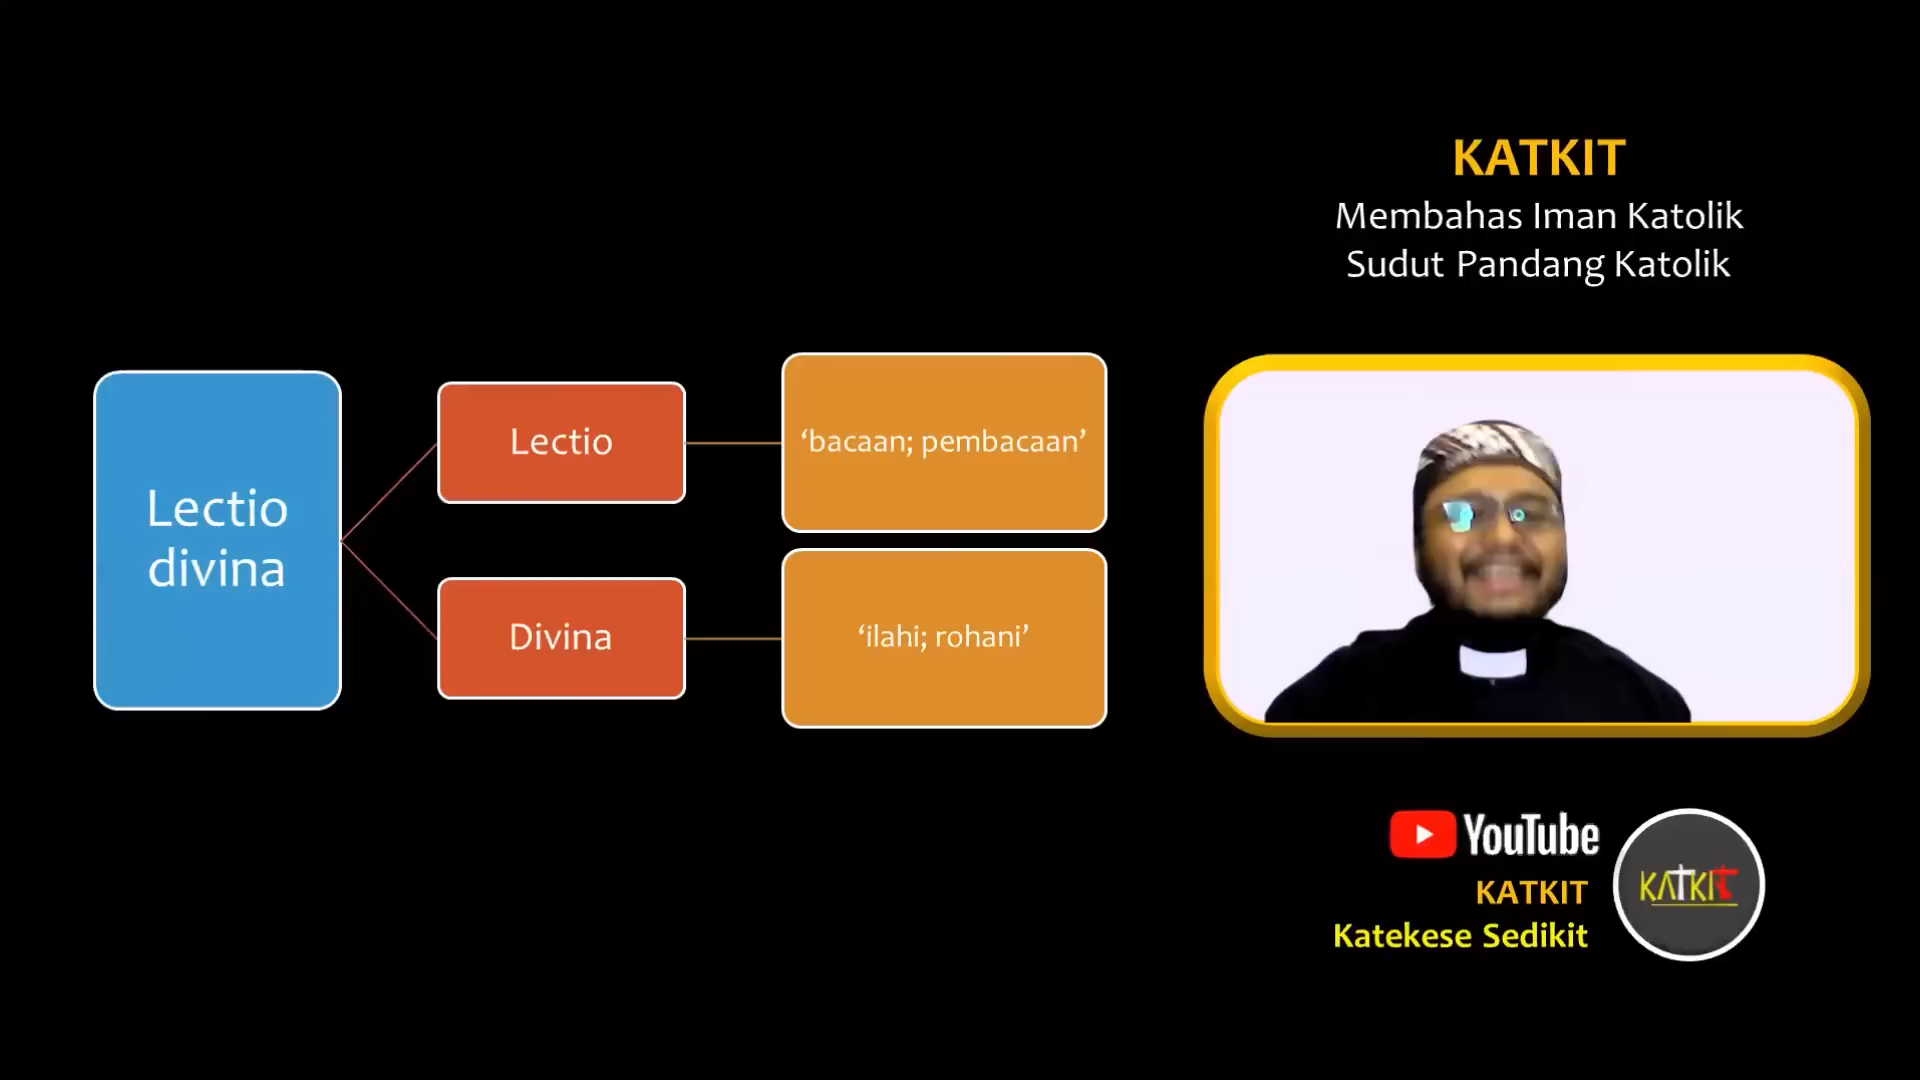 Lectio
divina
Lectio
'bacaan; pembacaan'
Divina
'ilahi; rohani'
KATKIT
Membahas Iman Katolik
Sudut Pandang Katolik
YouTube
KATKIT
Katekese Sedikit
KATKIT